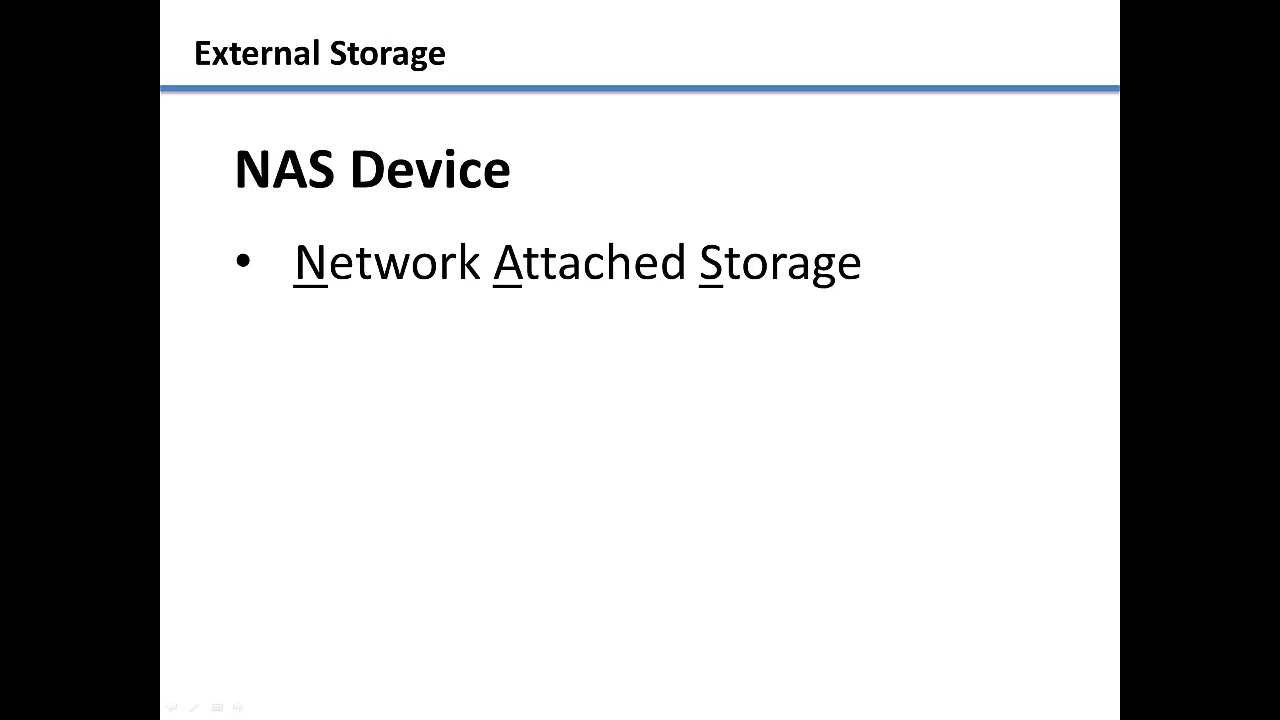 External Storage
NAS Device
• Network Attached Storage